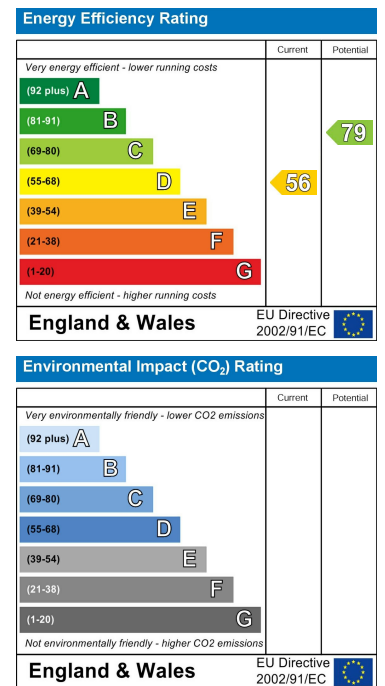 Energy Efficiency Rating
Current Potential
Very energy efficient - lower running costs
(92 plus) A
(81-91) B
(69-80) C
(55-68) D
(39-54) E
(21-38) F
(1-20) G
56
79
Not energy efficient - higher running costs
England & Wales
EU Directive
2002/91/EC
Environmental Impact (CO₂) Rating
Current Potential
Very environmentally friendly - lower CO2 emissions
(92 plus) A
(81-91) B
(69-80) C
(55-68) D
(39-54) E
(21-38) F
(1-20) G
Not environmentally friendly - higher CO2 emissions
England & Wales
EU Directive
2002/91/EC